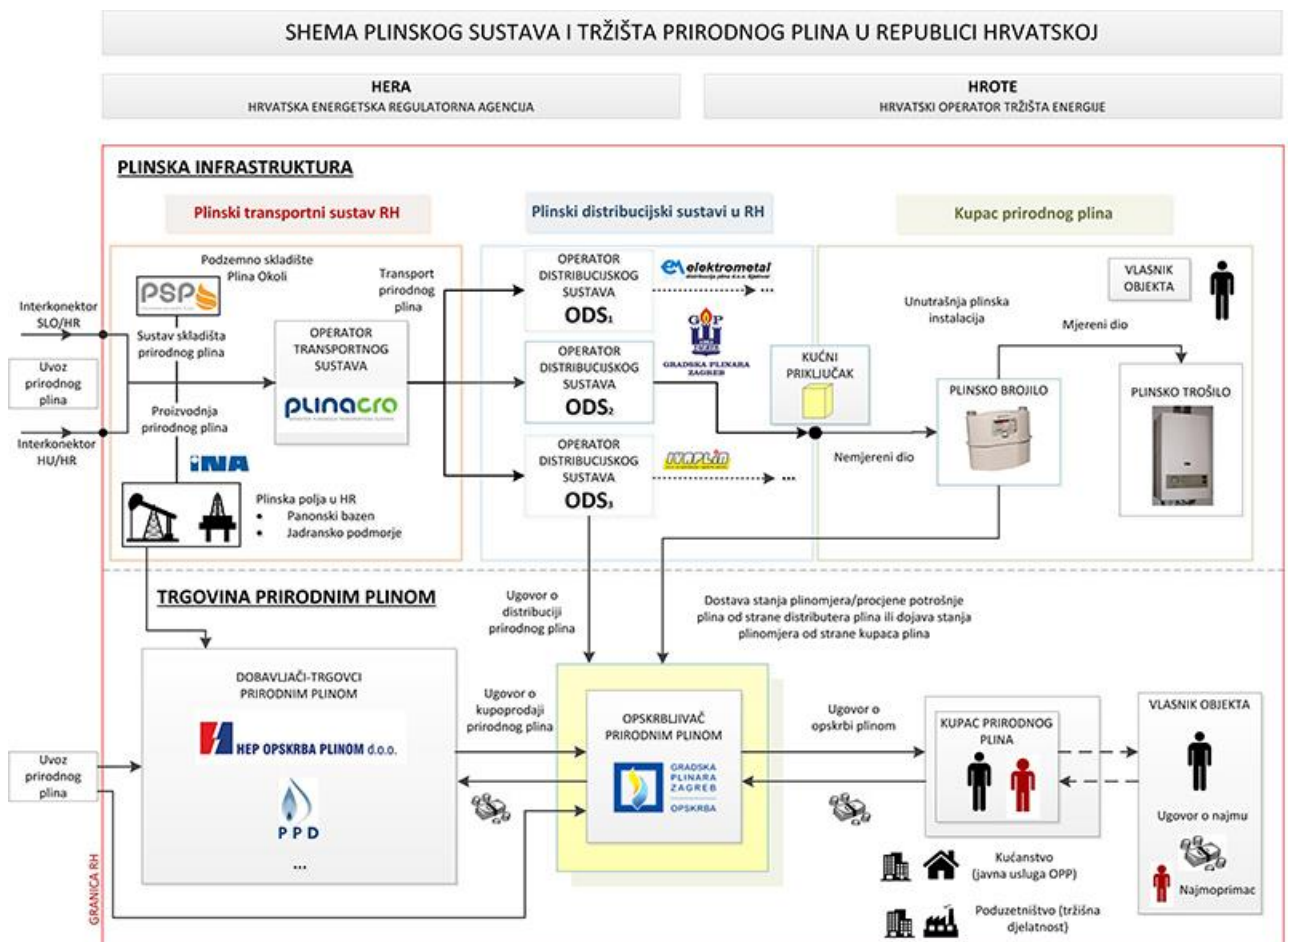 SHEMA PLINSKOG SUSTAVA I TRŽIŠTA PRIRODNOG PLINA U REPUBLICI HRVATSKOJ
HERA
HRVATSKA ENERGETSKA REGULATORNA AGENCIJA
HROTE
HRVATSKI OPERATOR TRŽIŠTA ENERGIJE
PLINSKA INFRASTRUKTURA
Plinski transportni sustav RH
Plinski distribucijski sustavi u RH
Kupac prirodnog plina
Podzemno skladište
Plina Okoli
PSP
Interkonektor
SLO/HR
Sustav skladišta
prirodnog plina
Uvoz
prirodnog
plina
Proizvodnja
prirodnog plina
Interkonektor
HU/HR
INA
Plinska polja u HR
• Panonski bazen
• Jadransko podmorje
Transport
prirodnog
plina
OPERATOR
TRANSPORTNOG
SUSTAVA
PLINACRO
OPERATOR
DISTRIBUCIJSKOG
SUSTAVA
ODS1
elektrometal
...
OPERATOR
DISTRIBUCIJSKOG
SUSTAVA
ODS2
G P
GRADSKA PLINARA
ZAGREB
OPERATOR
DISTRIBUCIJSKOG
SUSTAVA
ODS3
IVAPLIN
...
KUĆNI
PRIKLJUČAK
Nemjereni dio
Unutrašnja plinska
instalacija
PLINSKO BROJILO
VLASNIK
OBJEKTA
Mjereni dio
PLINSKO TROŠILO
TRGOVINA PRIRODNIM PLINOM
Ugovor o
distribuciji
prirodnog plina
Dostava stanja plinomjera/procjene potrošnje
plina od strane distributera plina ili dojava stanja
plinomjera od strane kupaca plina
DOBAVLJAČI-TRGOVCI
PRIRODNIM PLINOM
HEP OPSKRBA PLINOM d.o.o.
PPD
...
Uvoz
prirodnog
plina
GRANICA RH
Ugovor o
kupoprodaji
prirodnog plina
OPSKRBLJIVAČ
PRIRODNIM PLINOM
GRADSKA
PLINARA
ZAGREB
OPSKRBA
Ugovor o
opskrbi plinom
KUPAC PRIRODNOG
PLINA
Kućanstvo
(javna usluga OPP)
Poduzetništvo (tržišna
djelatnost)
VLASNIK OBJEKTA
Ugovor o najmu
Najmoprimac